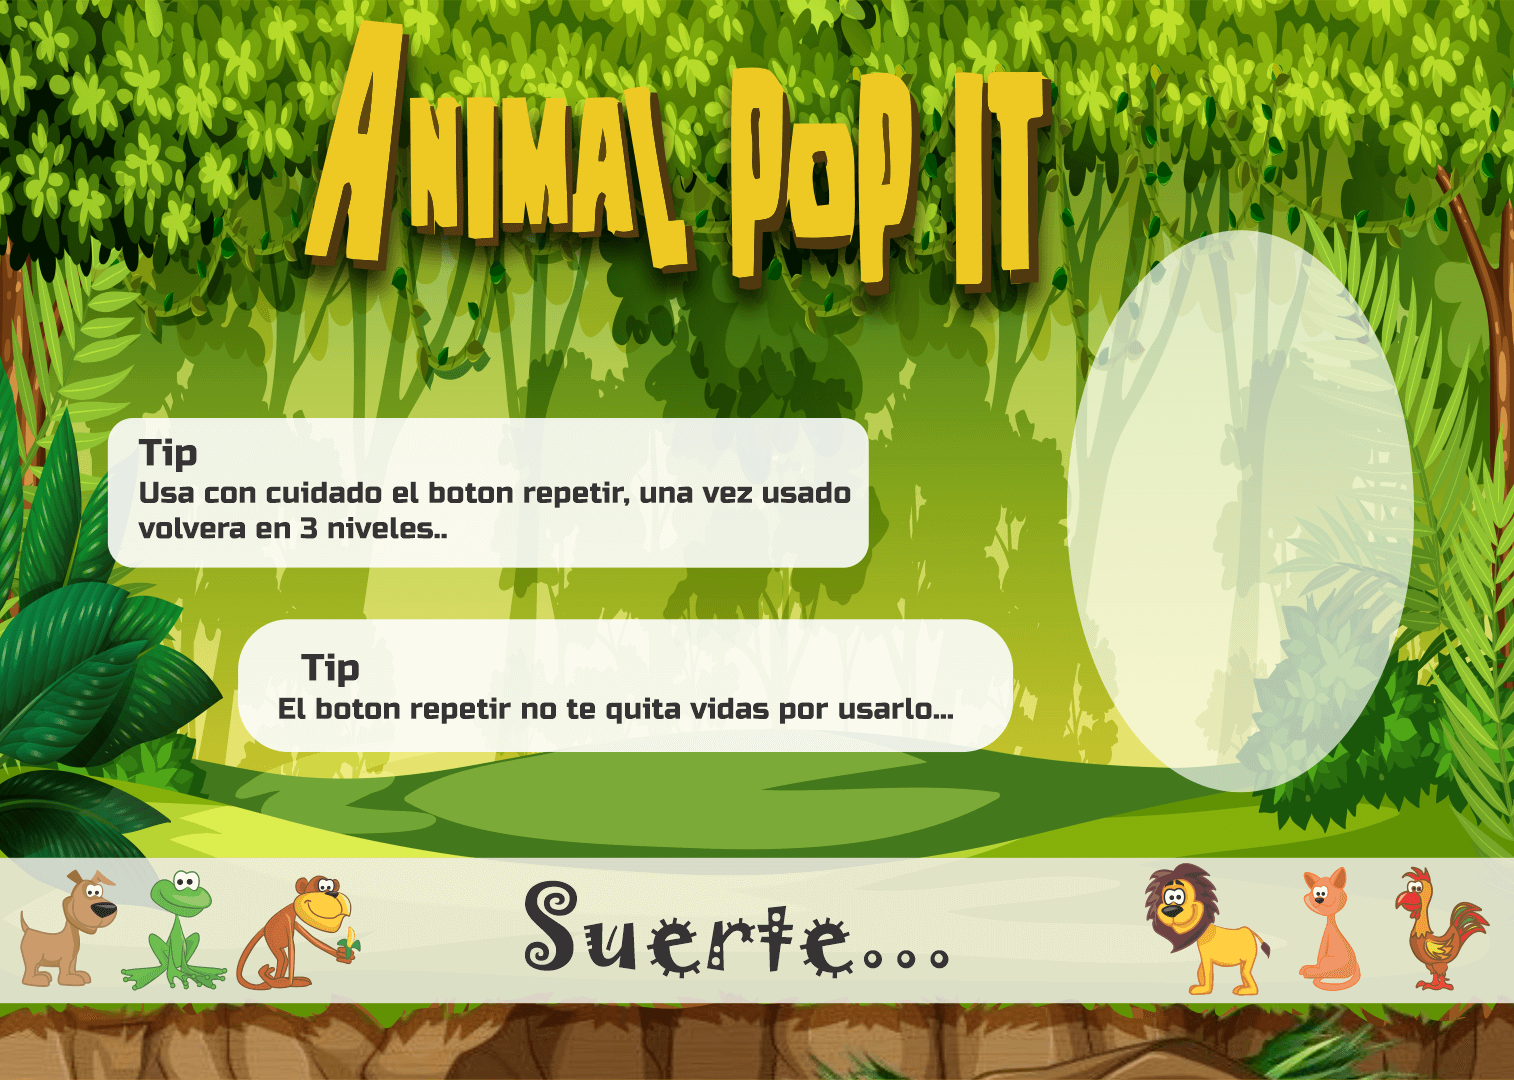 ANIMAL POP IT
Tip
Usa con cuidado el boton repetir, una vez usado
volvera en 3 niveles..
Tip
El boton repetir no te quita vidas por usarlo...
Suerte...